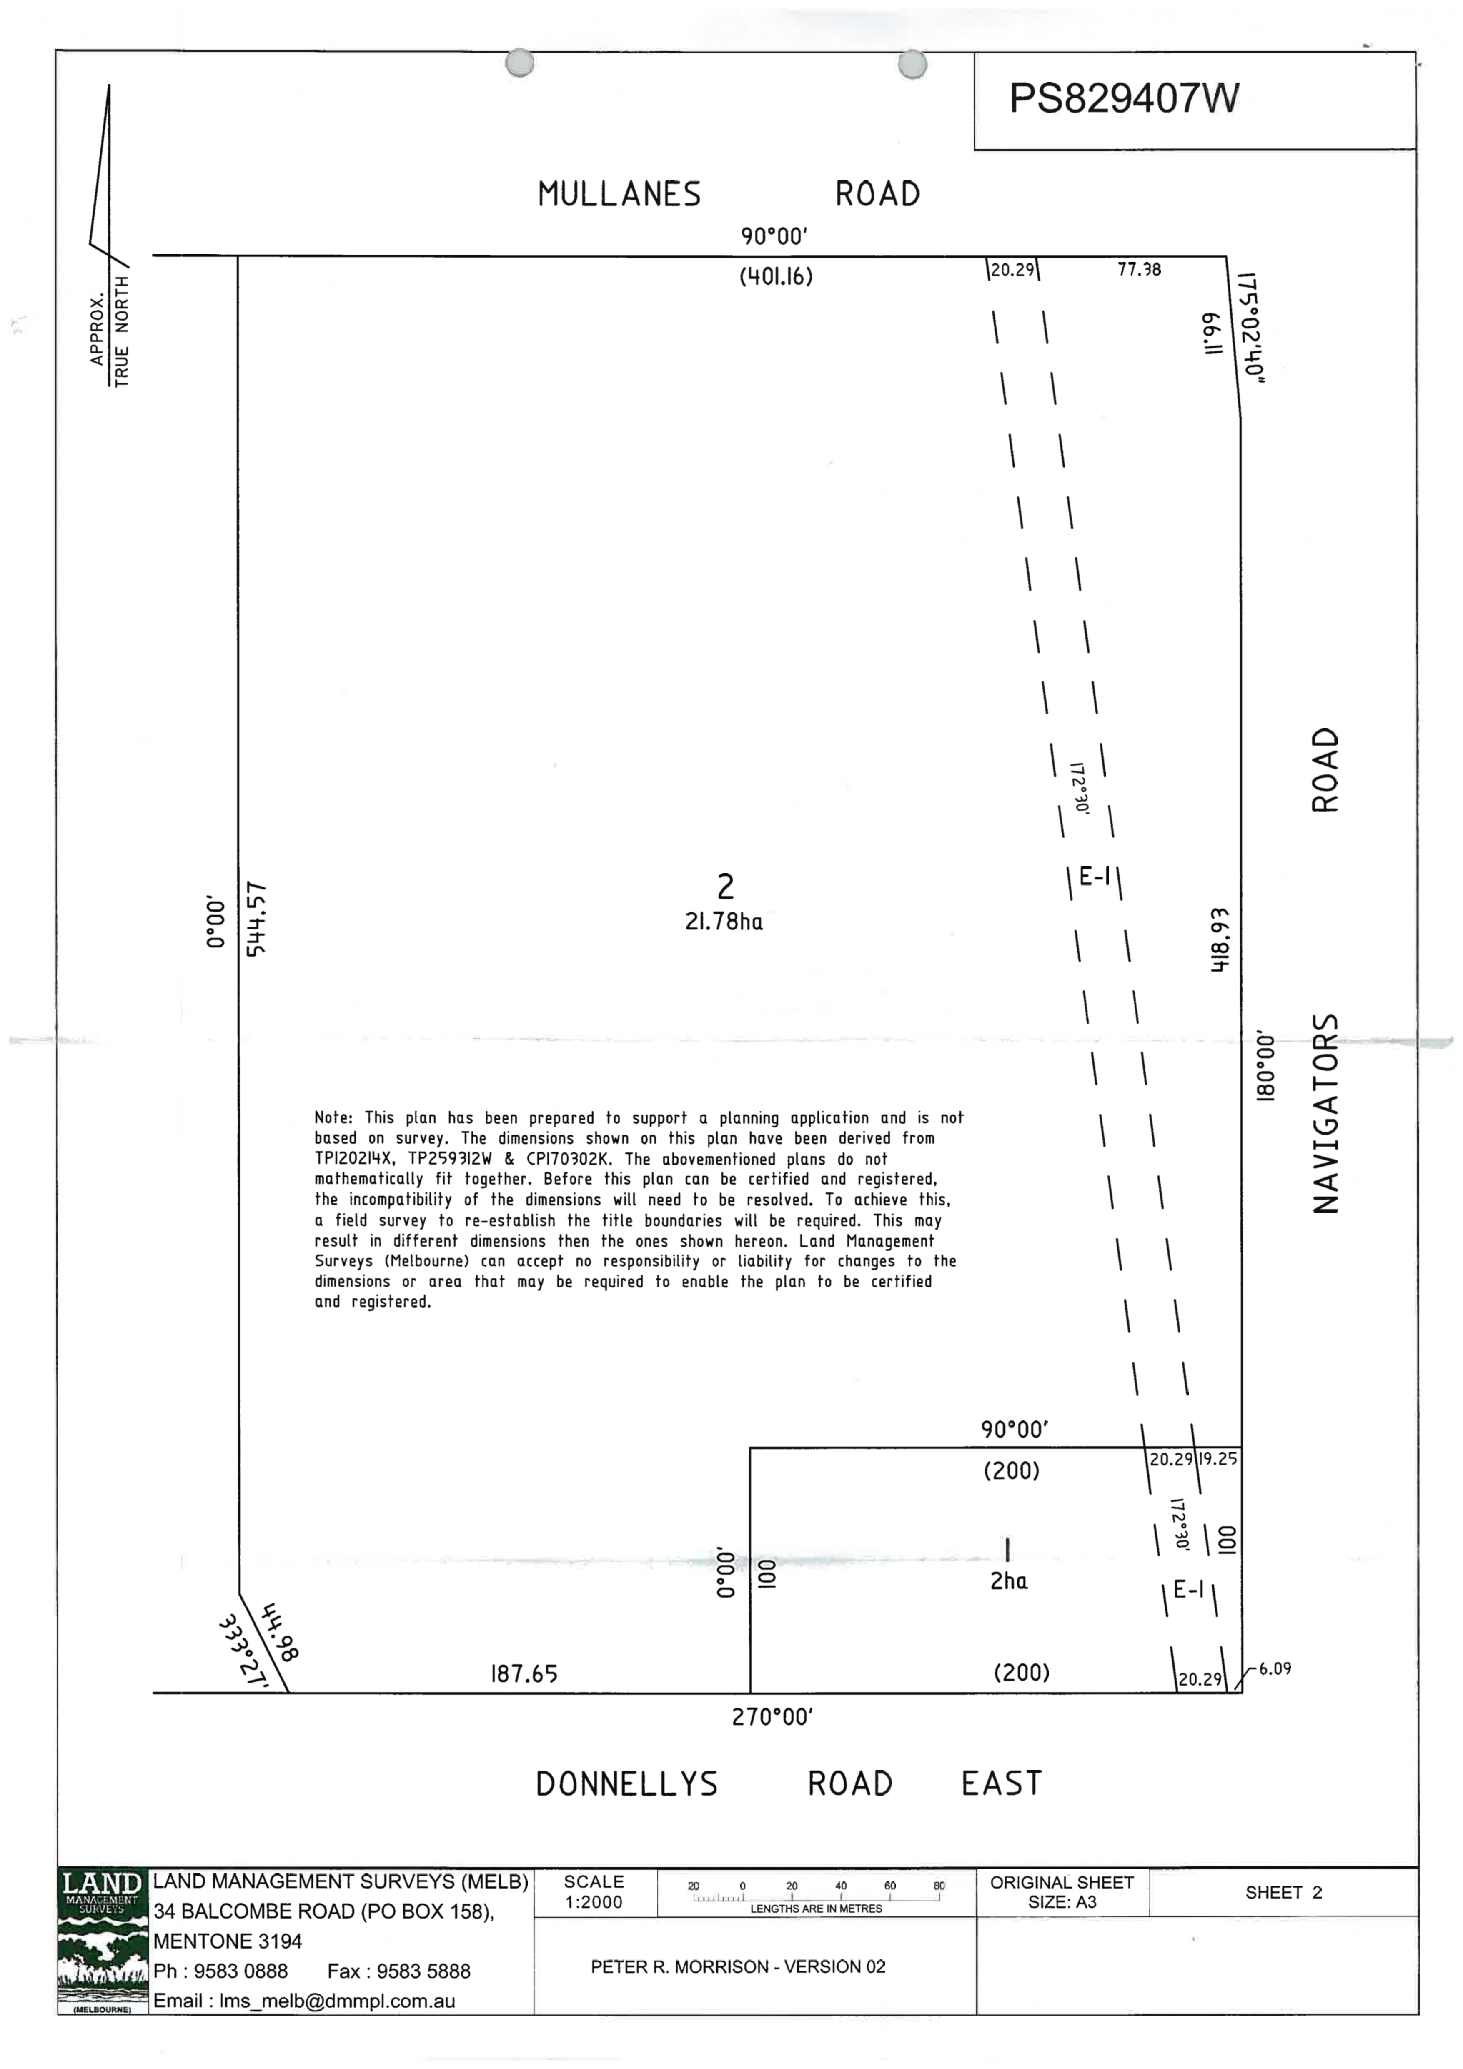 PS829407W
MULLANES ROAD
90°00'
(401.16)
20.29
77.38
175°02'40"
66.11
APPROX.
TRUE NORTH
172°30'
E-1
2
21.78ha
0°00'
544.57
418.93
180°00'
NAVIGATORS ROAD
Note: This plan has been prepared to support a planning application and is not
based on survey. The dimensions shown on this plan have been derived from
TP120214X, TP259312W & CP170302K. The abovementioned plans do not
mathematically fit together. Before this plan can be certified and registered,
the incompatibility of the dimensions will need to be resolved. To achieve this,
a field survey to re-establish the title boundaries will be required. This may
result in different dimensions then the ones shown hereon. Land Management
Surveys (Melbourne) can accept no responsibility or liability for changes to the
dimensions or area that may be required to enable the plan to be certified
and registered.
90°00'
(200)
20.29
19.25
172°30'
100
0°00'
100
1
2ha
E-1
44.98
333°27'
187.65
(200)
20.29
6.09
270°00'
DONNELLYS ROAD EAST
LAND
MANAGEMENT
SURVEYS
(MELBOURNE)
LAND MANAGEMENT SURVEYS (MELB)
34 BALCOMBE ROAD (PO BOX 158),
MENTONE 3194
Ph : 9583 0888 Fax : 9583 5888
Email : lms_melb@dmmpl.com.au
SCALE
1:2000
20 0 20 40 60 80
LENGTHS ARE IN METRES
ORIGINAL SHEET
SIZE: A3
SHEET 2
PETER R. MORRISON - VERSION 02